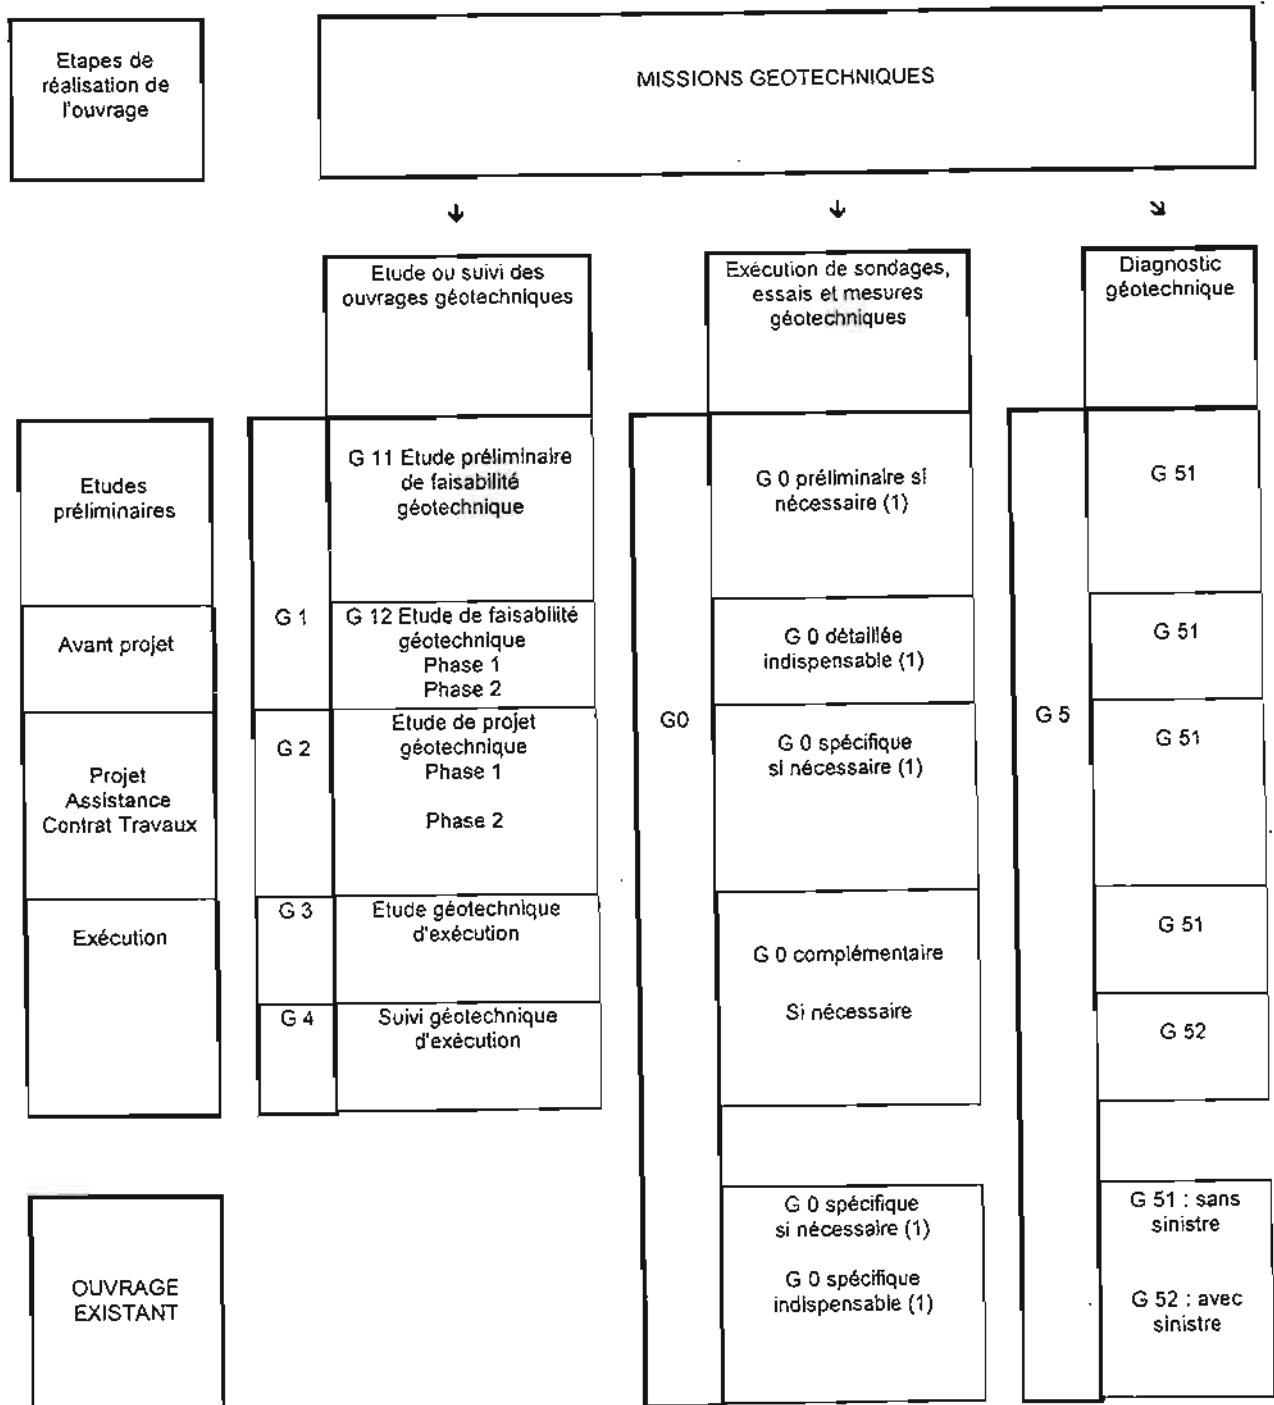 Etapes de
réalisation de
l'ouvrage
MISSIONS GEOTECHNIQUES
Etude ou suivi des
ouvrages géotechniques
Exécution de sondages,
essais et mesures
géotechniques
Diagnostic
géotechnique
Etudes
préliminaires
G 1
G 11 Etude préliminaire
de faisabilité
géotechnique
G0
G 0 préliminaire si
nécessaire (1)
G 5
G 51
Avant projet
G 12 Etude de faisabilité
géotechnique
Phase 1
Phase 2
G 0 détaillée
indispensable (1)
G 51
Projet
Assistance
Contrat Travaux
G 2
Etude de projet
géotechnique
Phase 1
Phase 2
G 0 spécifique
si nécessaire (1)
G 51
Exécution
G 3
Etude géotechnique
d'exécution
G 0 complémentaire
Si nécessaire
G 51
G 4
Suivi géotechnique
d'exécution
G 52
OUVRAGE
EXISTANT
G 0 spécifique
si nécessaire (1)
G 0 spécifique
indispensable (1)
G 51 : sans
sinistre
G 52 : avec
sinistre